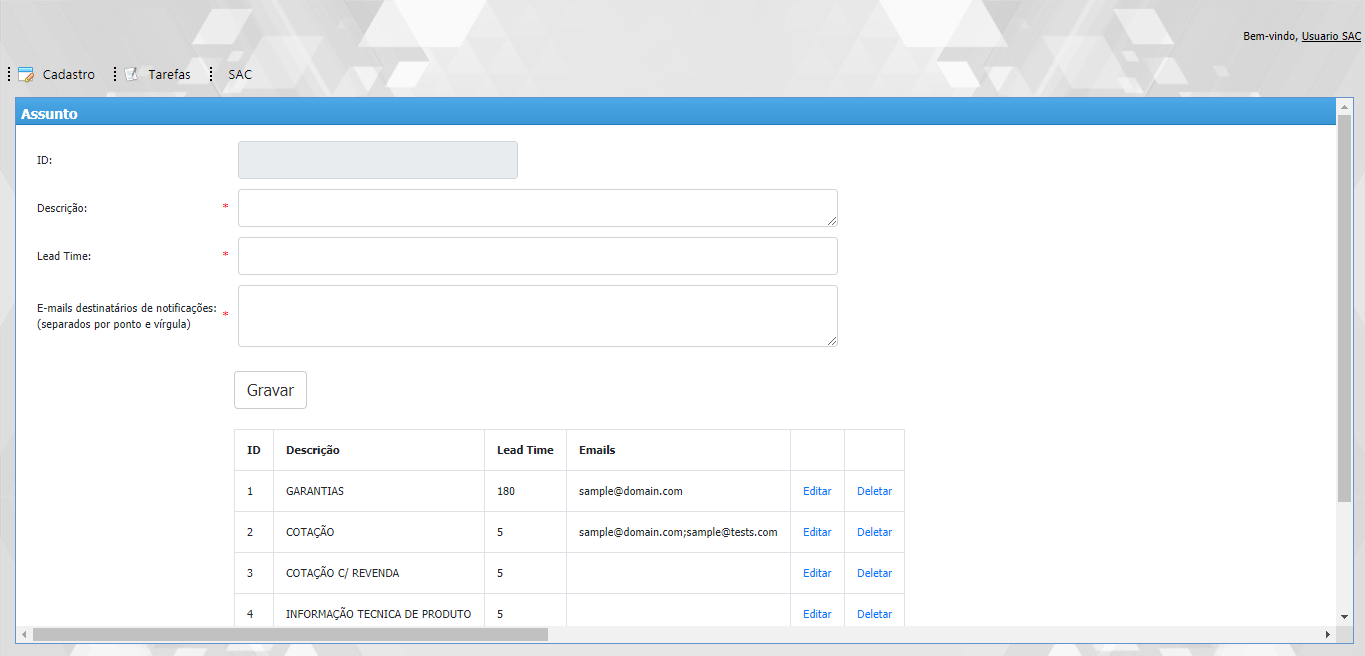 Bem-vindo, Usuario SAC
Cadastro Tarefas SAC
Assunto
ID:
Descrição: *
Lead Time: *
E-mails destinatários de notificações: *
(separados por ponto e vírgula)
Gravar
ID Descrição Lead Time Emails
1 GARANTIAS 180 sample@domain.com Editar Deletar
2 COTAÇÃO 5 sample@domain.com;sample@tests.com Editar Deletar
3 COTAÇÃO C/ REVENDA 5 Editar Deletar
4 INFORMAÇÃO TECNICA DE PRODUTO 5 Editar Deletar